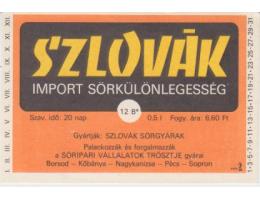 SZLOVÁK
IMPORT SÖRKÜLÖNLEGESSÉG
12 B°
Szav. idő: 20 nap 0,5 l Fogy. ára: 6,60 Ft
Gyártják: SZLOVÁK SÖRGYÁRAK
Palackozzák és forgalmazzák
a SÖRIPARI VÁLLALATOK TRÖSZTJE gyárai
Borsod – Kőbánya – Nagykanizsa – Pécs – Sopron
I. II. III. IV. V. VI. VII. VIII. IX. X. XI. XII.
1-3-5-7-9-11-13-15-17-19-21-23-25-27-29-31